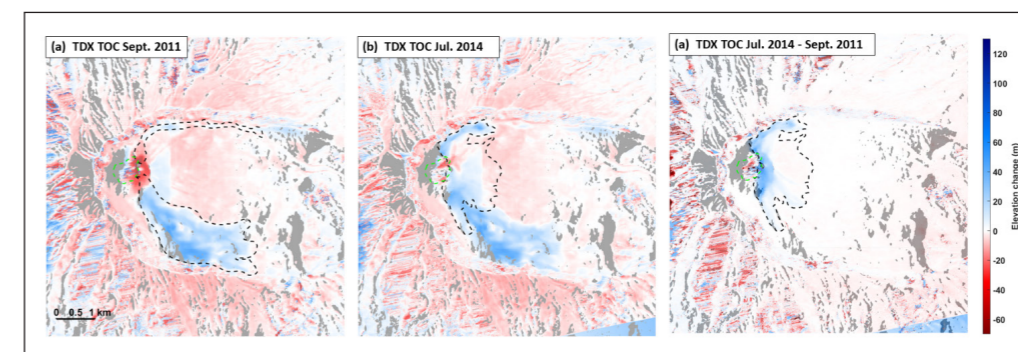 (a) TDX TOC Sept. 2011
(b) TDX TOC Jul. 2014
(a) TDX TOC Jul. 2014 - Sept. 2011
0 0.5 1 km
120
100
80
60
40
20
0
-20
-40
-60
Elevation change (m)